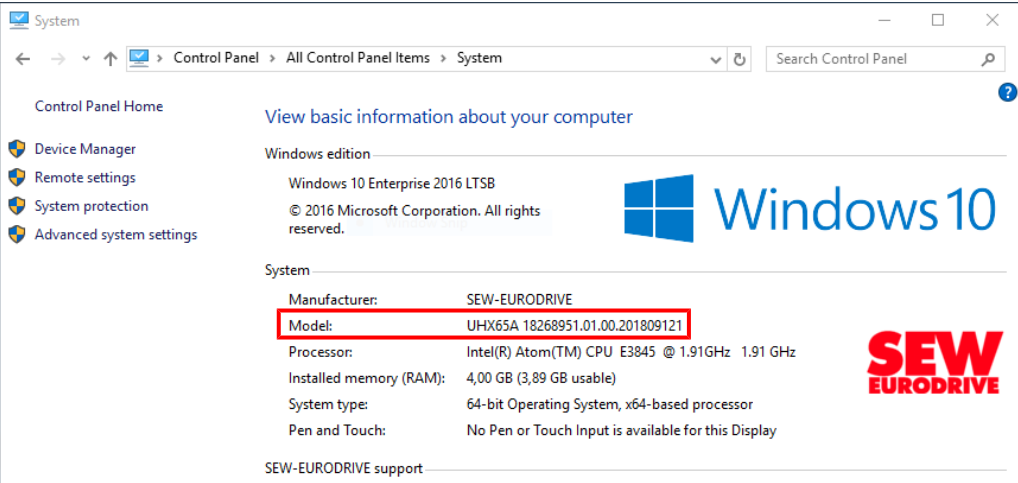 System
Control Panel > All Control Panel Items > System
Search Control Panel
Control Panel Home
Device Manager
Remote settings
System protection
Advanced system settings
View basic information about your computer
Windows edition
Windows 10 Enterprise 2016 LTSB
© 2016 Microsoft Corporation. All rights
reserved.
Windows 10
System
Manufacturer: SEW-EURODRIVE
Model: UHX65A 18268951.01.00.201809121
Processor: Intel(R) Atom(TM) CPU E3845 @ 1.91GHz 1.91 GHz
Installed memory (RAM): 4,00 GB (3,89 GB usable)
System type: 64-bit Operating System, x64-based processor
Pen and Touch: No Pen or Touch Input is available for this Display
SEW
EURODRIVE
SEW-EURODRIVE support